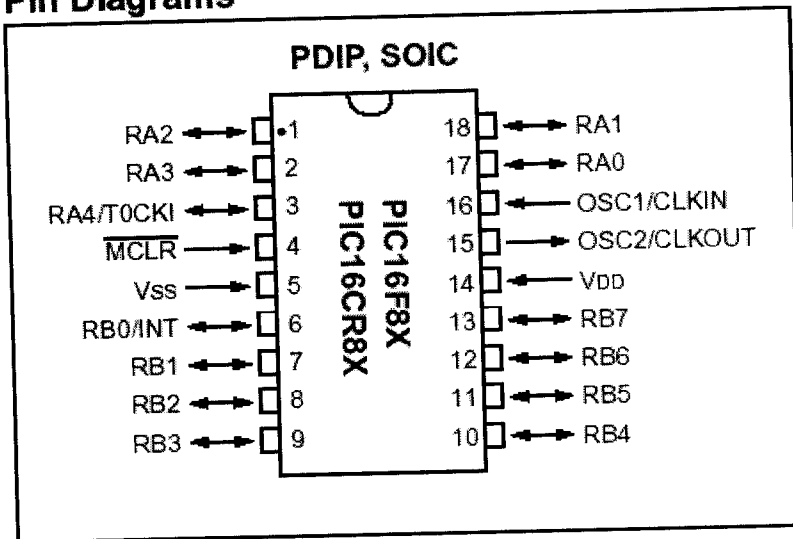 Pin Diagrams
PDIP, SOIC
RA2 •1 18 RA1
RA3 2 17 RA0
RA4/T0CKI 3 16 OSC1/CLKIN
MCLR 4 15 OSC2/CLKOUT
Vss 5 14 VDD
RB0/INT 6 13 RB7
RB1 7 12 RB6
RB2 8 11 RB5
RB3 9 10 RB4
PIC16F8X
PIC16CR8X